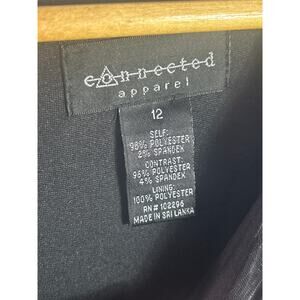 connected
apparel
12
SELF:
98% POLYESTER
2% SPANDEX
CONTRAST:
96% POLYESTER
4% SPANDEX
LINING:
100% POLYESTER
RN# 102296
MADE IN SRI LANKA